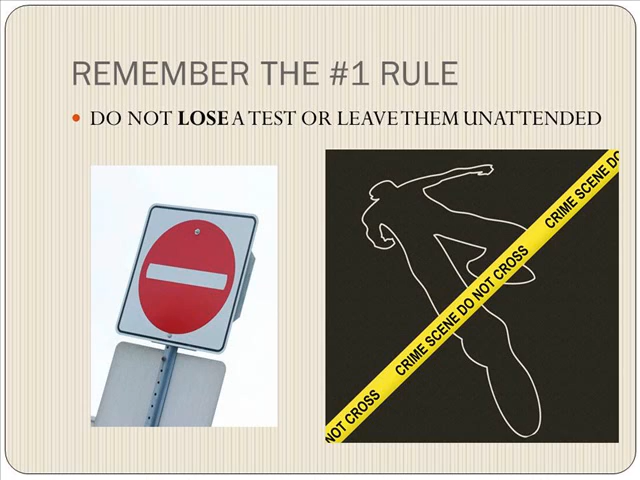 REMEMBER THE #1 RULE
DO NOT LOSE A TEST OR LEAVE THEM UNATTENDED
CRIME SCENE DO
CRIME SCENE DO NOT CROSS
NOT CROSS